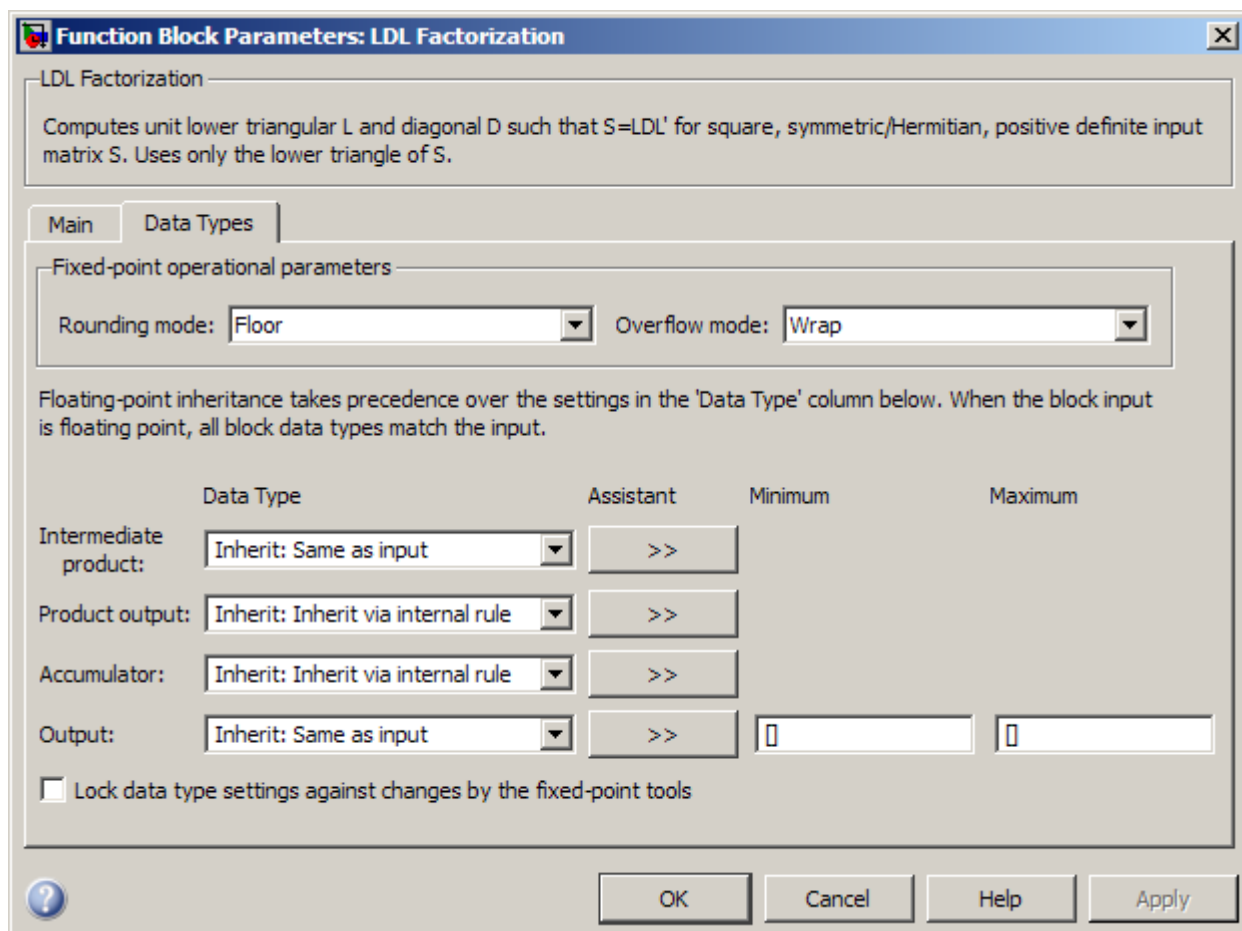 Function Block Parameters: LDL Factorization
LDL Factorization
Computes unit lower triangular L and diagonal D such that S=LDL' for square, symmetric/Hermitian, positive definite input
matrix S. Uses only the lower triangle of S.
Main Data Types
Fixed-point operational parameters
Rounding mode: Floor Overflow mode: Wrap
Floating-point inheritance takes precedence over the settings in the 'Data Type' column below. When the block input
is floating point, all block data types match the input.
Data Type Assistant Minimum Maximum
Intermediate
product: Inherit: Same as input >>
Product output: Inherit: Inherit via internal rule >>
Accumulator: Inherit: Inherit via internal rule >>
Output: Inherit: Same as input >> [] []
Lock data type settings against changes by the fixed-point tools
? OK Cancel Help Apply